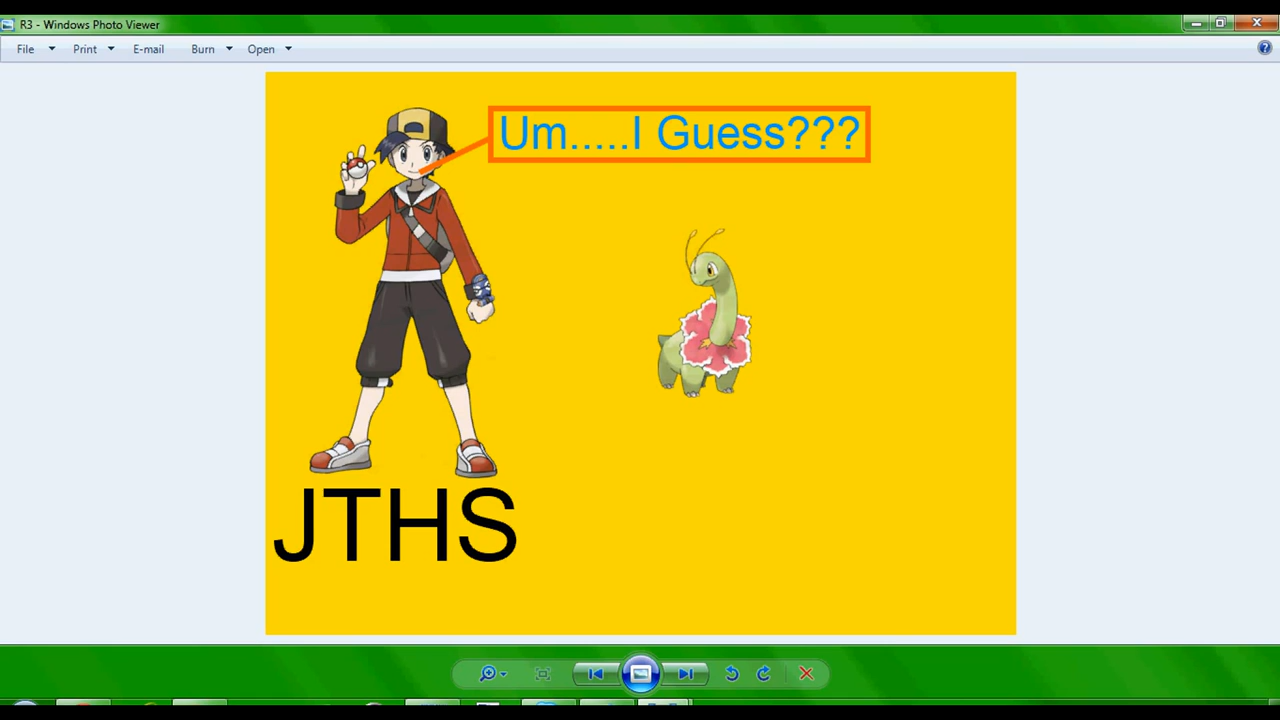 R3 - Windows Photo Viewer
File Print E-mail Burn Open
Um.....I Guess???
JTHS